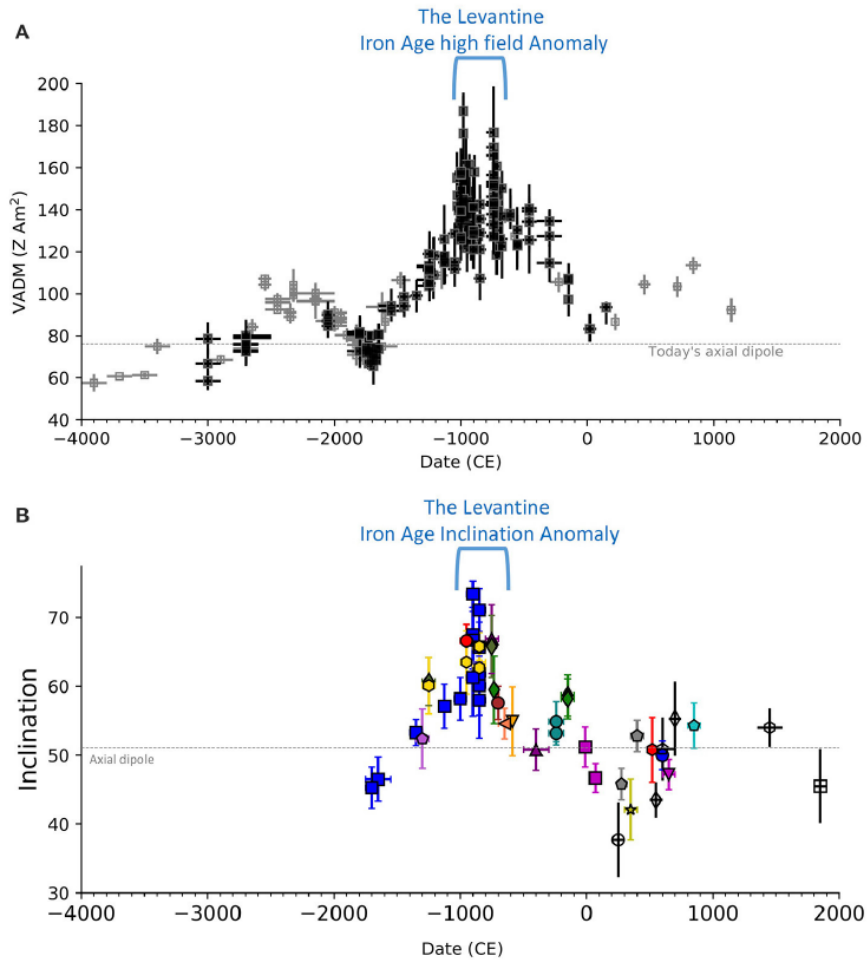 The Levantine
A
Iron Age high field Anomaly
200
180
160
140
120
100
80
60
40
VADM (Z Am²)
Today's axial dipole
−4000 −3000 −2000 −1000 0 1000 2000
Date (CE)
B
The Levantine
Iron Age Inclination Anomaly
70
60
50
40
30
Inclination
Axial dipole
−4000 −3000 −2000 −1000 0 1000 2000
Date (CE)